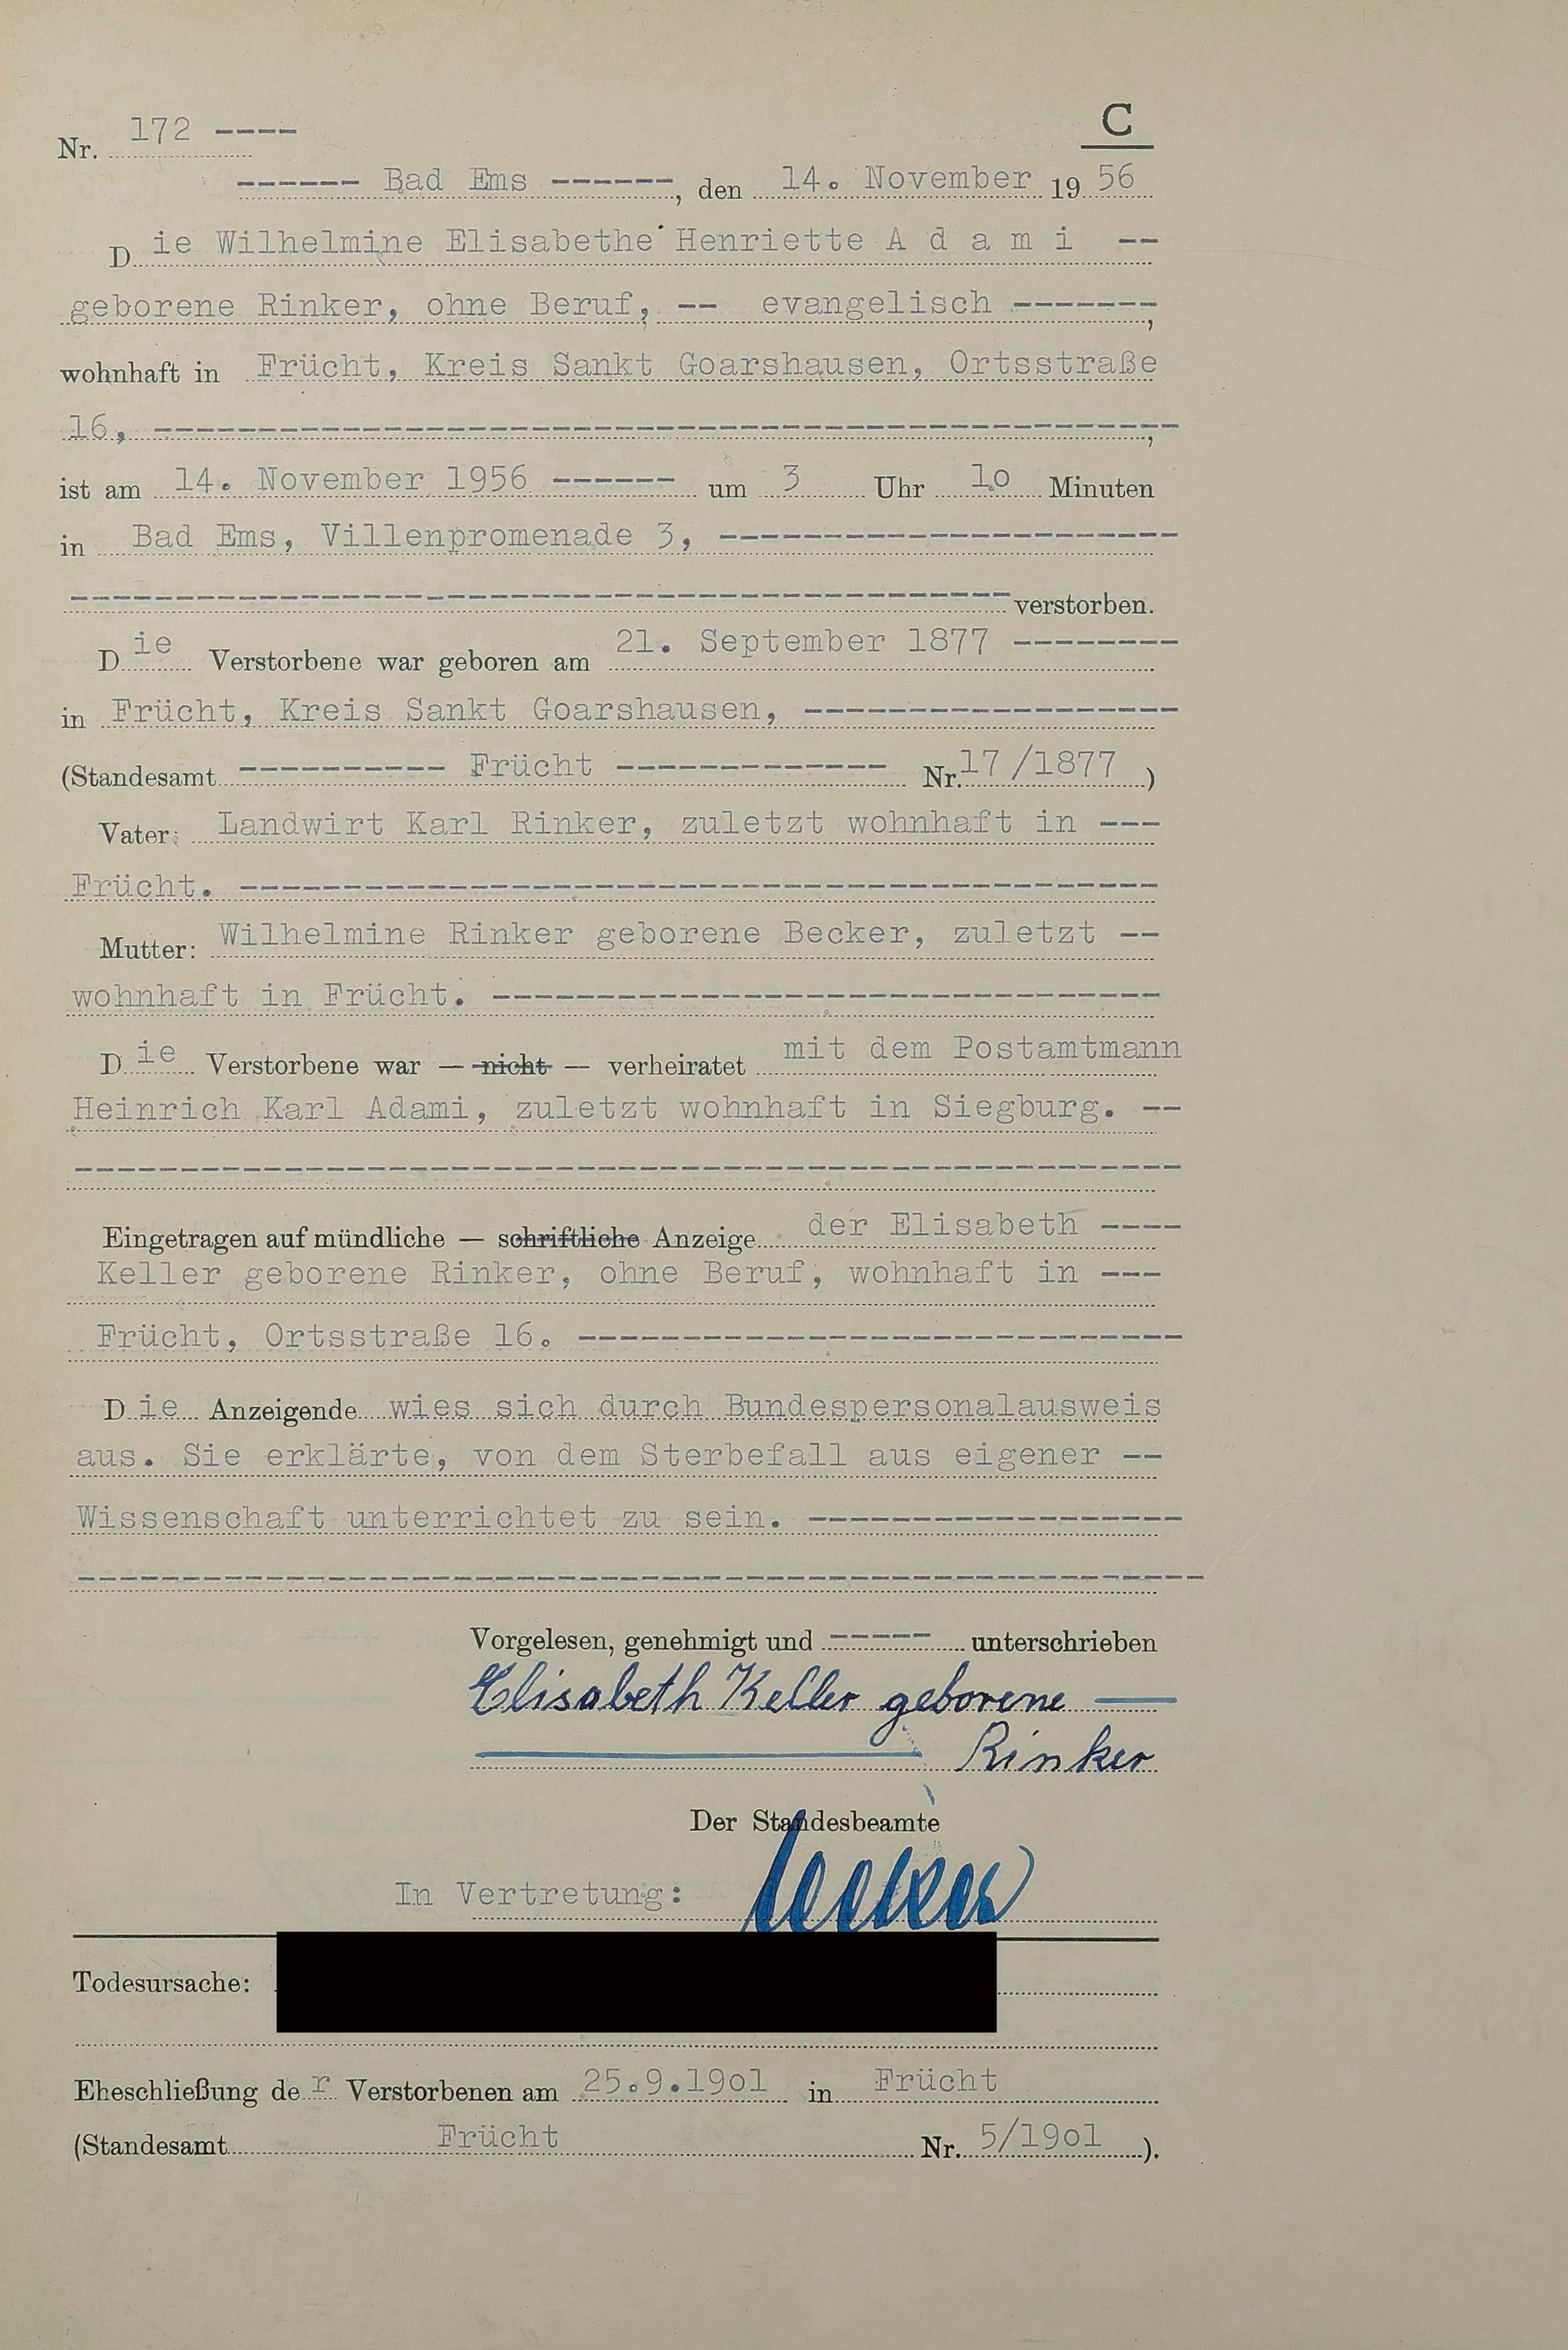 C
Nr. 172 ----
------ Bad Ems ------, den 14. November 19 56
Die Wilhelmine Elisabethe Henriette A d a m i --
geborene Rinker, ohne Beruf, -- evangelisch -------,
wohnhaft in Frücht, Kreis Sankt Goarshausen, Ortsstraße
16, -------------------------------------------------,
ist am 14. November 1956 ------ um 3 Uhr 1o Minuten
in Bad Ems, Villenpromenade 3, ----------------------
--------------------------------------------- verstorben.
Die Verstorbene war geboren am 21. September 1877 --------
in Frücht, Kreis Sankt Goarshausen, ------------------
(Standesamt ---------- Frücht ------------- Nr. 17/1877 )
Vater: Landwirt Karl Rinker, zuletzt wohnhaft in ---
Frücht. --------------------------------------------
Mutter: Wilhelmine Rinker geborene Becker, zuletzt --
wohnhaft in Frücht. --------------------------------
Die Verstorbene war — nicht — verheiratet mit dem Postamtmann
Heinrich Karl Adami, zuletzt wohnhaft in Siegburg. --
-----------------------------------------------------
Eingetragen auf mündliche — schriftliche Anzeige der Elisabeth ----
Keller geborene Rinker, ohne Beruf, wohnhaft in ---
Frücht, Ortsstraße 16. -----------------------------
Die Anzeigende wies sich durch Bundespersonalausweis
aus. Sie erklärte, von dem Sterbefall aus eigener --
Wissenschaft unterrichtet zu sein. ------------------
------------------------------------------------------
Vorgelesen, genehmigt und ----- unterschrieben
Elisabeth Keller geborene —
— Rinker
Der Standesbeamte
In Vertretung:
Todesursache:
Eheschließung der Verstorbenen am 25.9.19o1 in Frücht
(Standesamt Frücht Nr. 5/19o1 ).